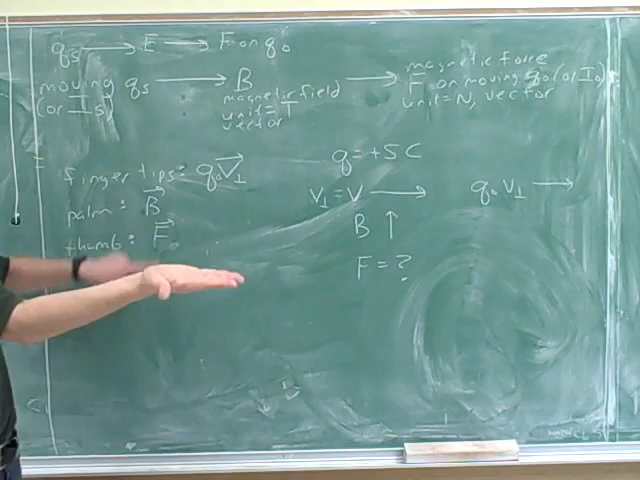 qs → E → F on q₀
moving qs → B → magnetic force
(or Is) magnetic field F on moving q₀ (or I₀)
unit = T unit = N, vector
vector
finger tips: q₀V⊥
palm: B
thumb: F
q = +5 C
V⊥ = V → q₀ V⊥ →
B ↑
F = ?